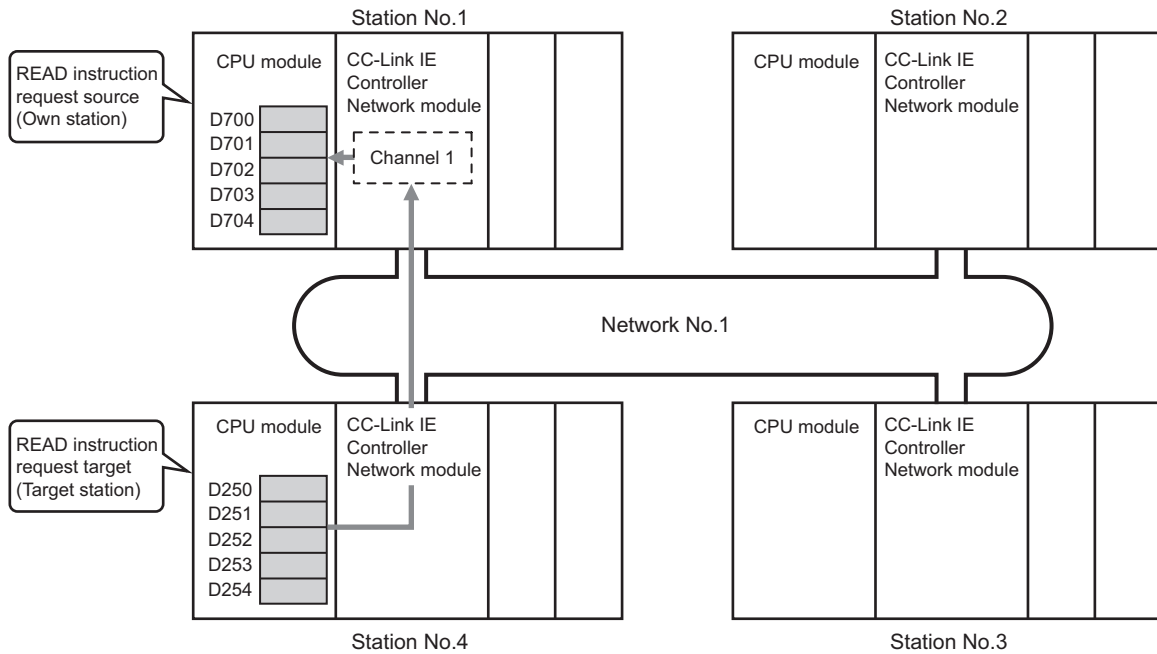 Station No.1
READ instruction
request source
(Own station)
CPU module
D700
D701
D702
D703
D704
CC-Link IE
Controller
Network module
Channel 1
Station No.2
CPU module
CC-Link IE
Controller
Network module
Network No.1
READ instruction
request target
(Target station)
CPU module
D250
D251
D252
D253
D254
CC-Link IE
Controller
Network module
Station No.4
CPU module
CC-Link IE
Controller
Network module
Station No.3